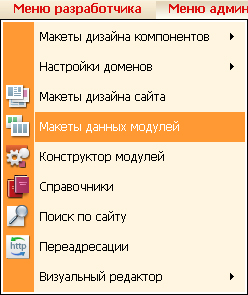 Меню разработчика Меню админ
Макеты дизайна компонентов
Настройки доменов
Макеты дизайна сайта
Макеты данных модулей
Конструктор модулей
Справочники
Поиск по сайту
http Переадресации
Визуальный редактор